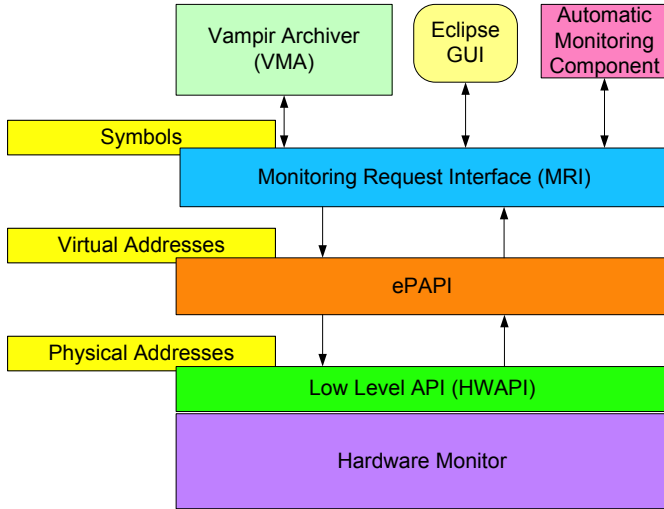 Vampir Archiver
(VMA)
Eclipse
GUI
Automatic
Monitoring
Component
Symbols
Monitoring Request Interface (MRI)
Virtual Addresses
ePAPI
Physical Addresses
Low Level API (HWAPI)
Hardware Monitor